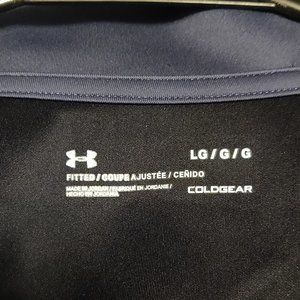 LG / G / G
FITTED / COUPE AJUSTÉE / CEÑIDO
MADE IN JORDAN / FABRIQUÉ EN JORDANIE /
HECHO EN JORDANIA
COLDGEAR